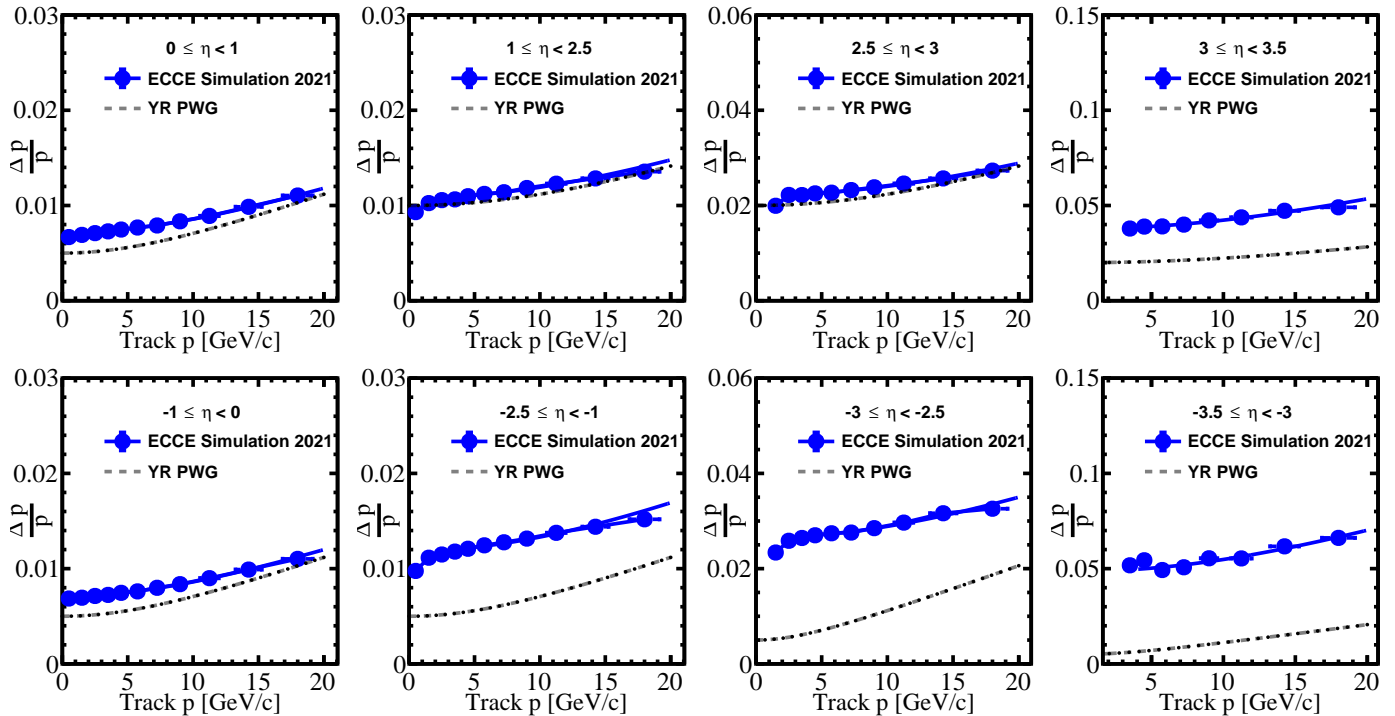 0.03
0.02
0.01
0
Δ p
p
0 ≤ η < 1
ECCE Simulation 2021
YR PWG
0 5 10 15 20
Track p [GeV/c]
0.03
0.02
0.01
0
Δ p
p
1 ≤ η < 2.5
ECCE Simulation 2021
YR PWG
0 5 10 15 20
Track p [GeV/c]
0.06
0.04
0.02
0
Δ p
p
2.5 ≤ η < 3
ECCE Simulation 2021
YR PWG
0 5 10 15 20
Track p [GeV/c]
0.15
0.1
0.05
0
Δ p
p
3 ≤ η < 3.5
ECCE Simulation 2021
YR PWG
5 10 15 20
Track p [GeV/c]
0.03
0.02
0.01
0
Δ p
p
-1 ≤ η < 0
ECCE Simulation 2021
YR PWG
0 5 10 15 20
Track p [GeV/c]
0.03
0.02
0.01
0
Δ p
p
-2.5 ≤ η < -1
ECCE Simulation 2021
YR PWG
0 5 10 15 20
Track p [GeV/c]
0.06
0.04
0.02
0
Δ p
p
-3 ≤ η < -2.5
ECCE Simulation 2021
YR PWG
0 5 10 15 20
Track p [GeV/c]
0.15
0.1
0.05
0
Δ p
p
-3.5 ≤ η < -3
ECCE Simulation 2021
YR PWG
5 10 15 20
Track p [GeV/c]